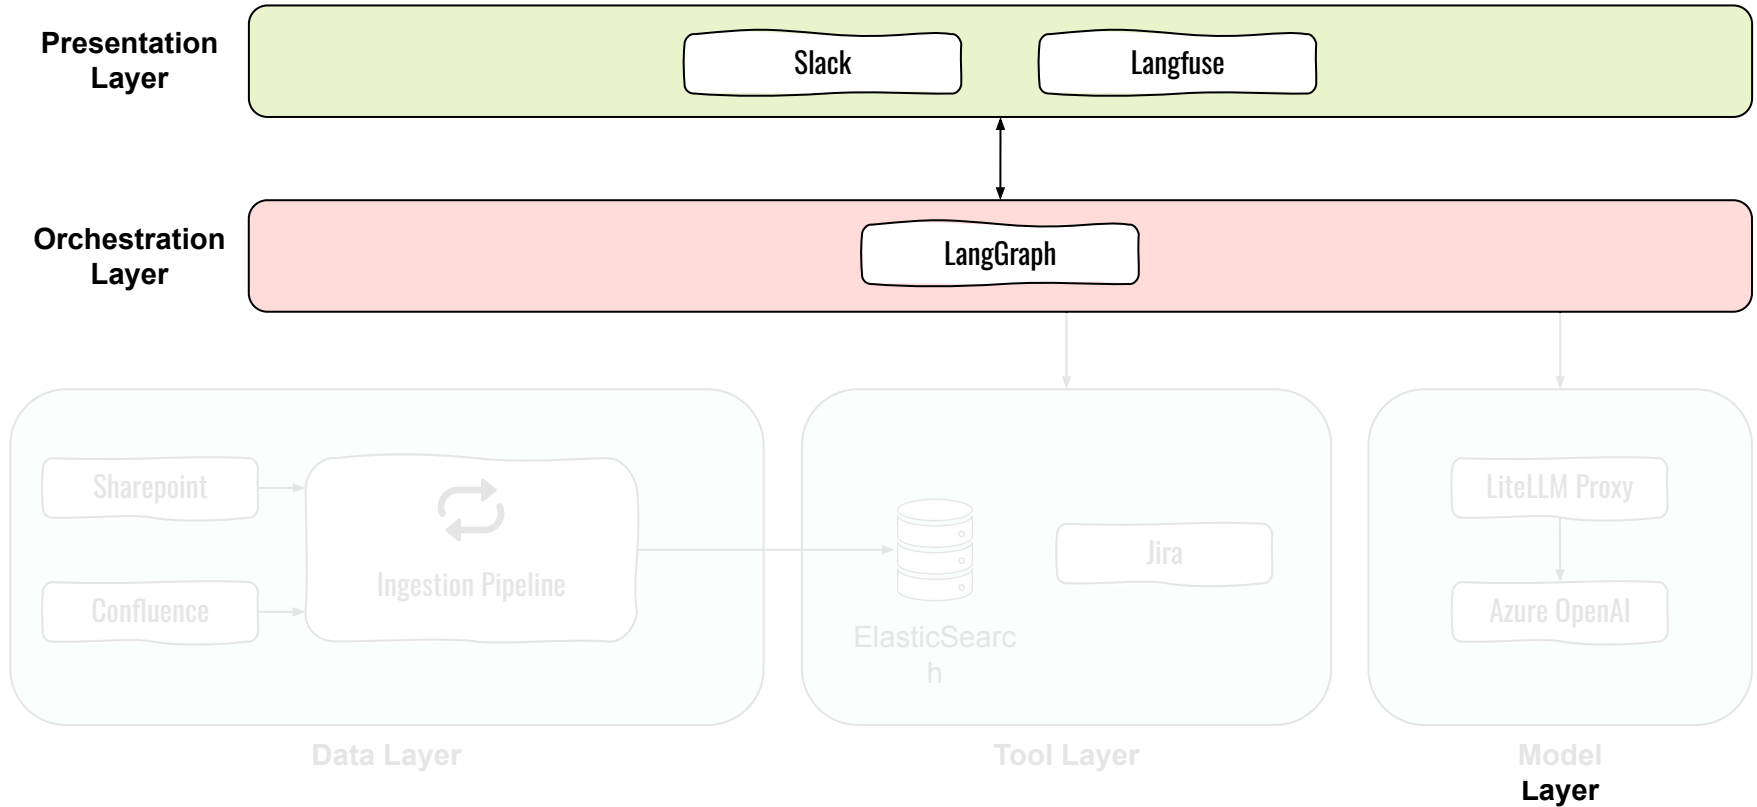 Presentation
Layer
Slack
Langfuse
Orchestration
Layer
LangGraph
Sharepoint
Confluence
Ingestion Pipeline
ElasticSearc
h
Jira
LiteLLM Proxy
Azure OpenAI
Data Layer
Tool Layer
Model
Layer